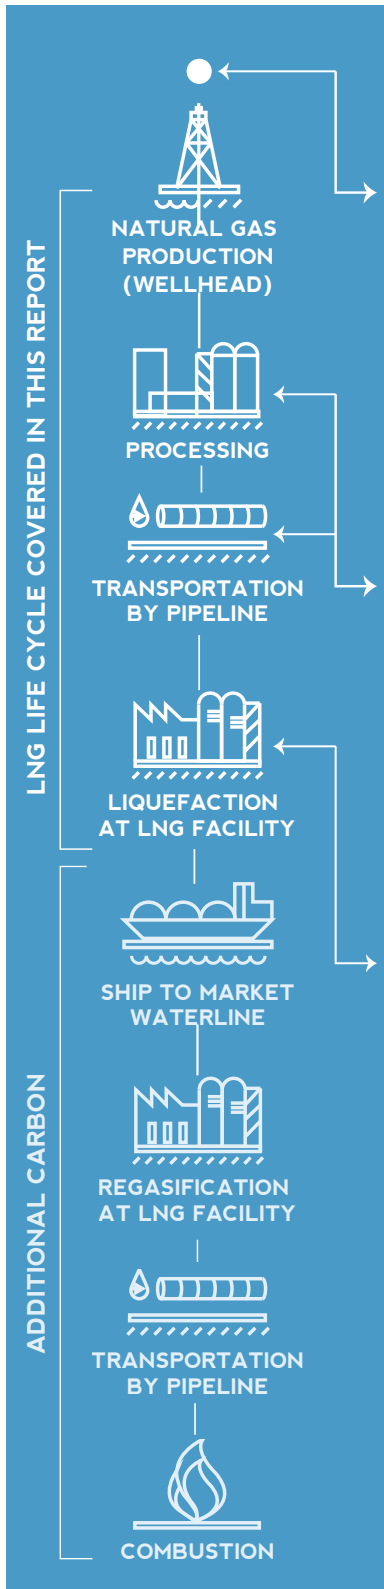 LNG LIFE CYCLE COVERED IN THIS REPORT
NATURAL GAS
PRODUCTION
(WELLHEAD)
PROCESSING
TRANSPORTATION
BY PIPELINE
LIQUEFACTION
AT LNG FACILITY
ADDITIONAL CARBON
SHIP TO MARKET
WATERLINE
REGASIFICATION
AT LNG FACILITY
TRANSPORTATION
BY PIPELINE
COMBUSTION